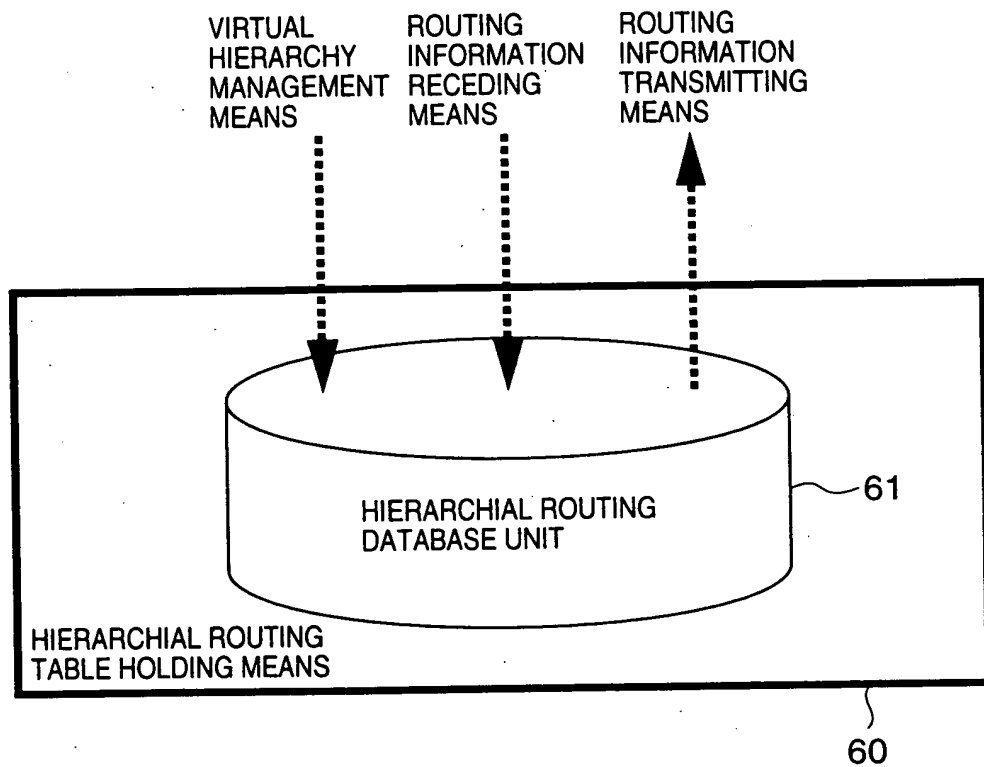 VIRTUAL
HIERARCHY
MANAGEMENT
MEANS
ROUTING
INFORMATION
RECEDING
MEANS
ROUTING
INFORMATION
TRANSMITTING
MEANS
HIERARCHIAL ROUTING
DATABASE UNIT
61
HIERARCHIAL ROUTING
TABLE HOLDING MEANS
60